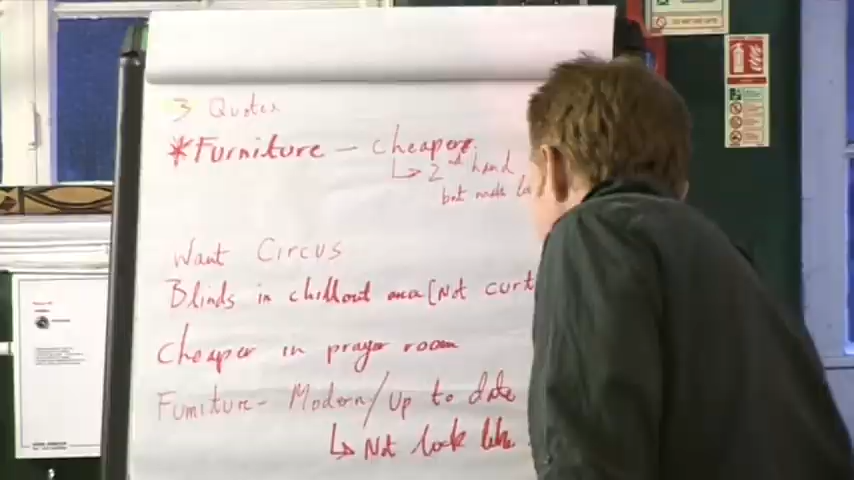 3 Quotes
*Furniture - cheaper
↳ 2nd hand
but made
Want Circus
Blinds in chillout area (Not curt
Cheaper in prayer room
Furniture - Modern/Up to date
↳ Not look like